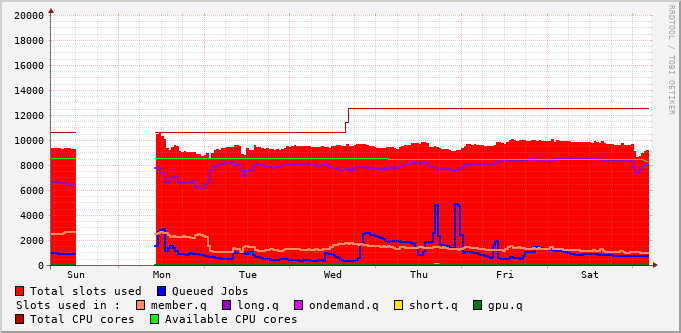 20000
18000
16000
14000
12000
10000
8000
6000
4000
2000
0
Sun Mon Tue Wed Thu Fri Sat
Total slots used Queued Jobs
Slots used in : member.q long.q ondemand.q short.q gpu.q
Total CPU cores Available CPU cores
RRDTOOL / TOBI OETIKER